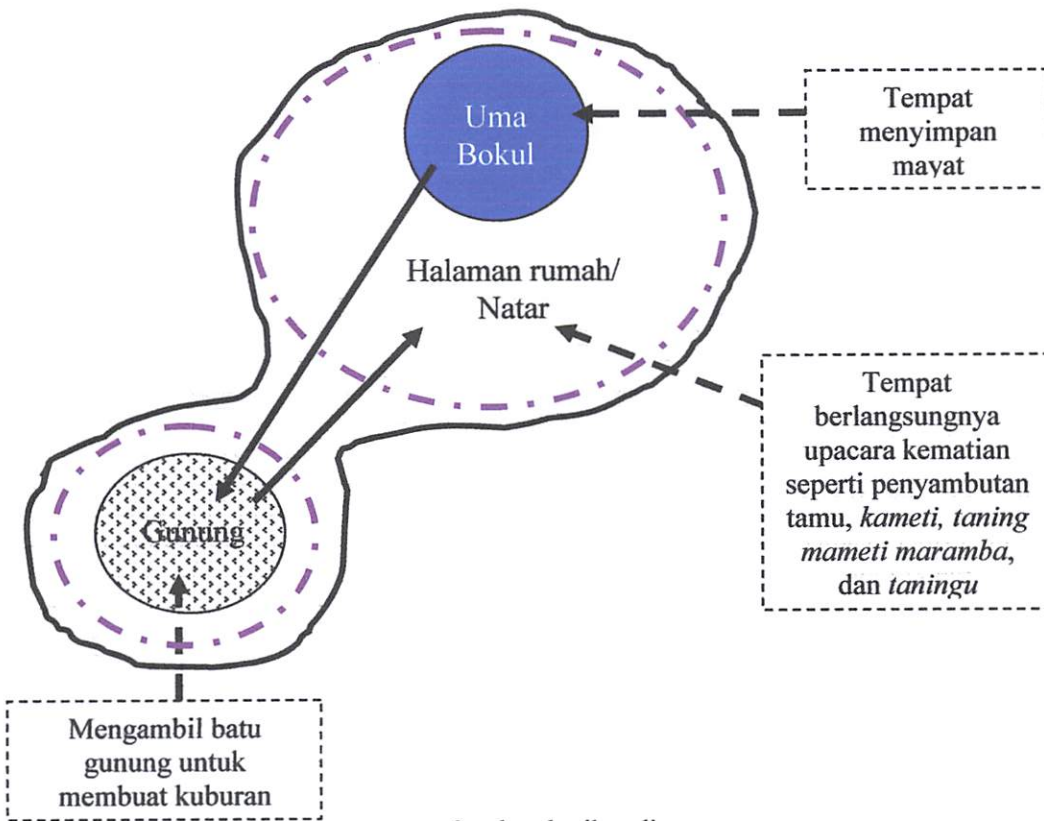 Uma
Bokul
Tempat
menyimpan
mayat
Halaman rumah/
Natar
Tempat
berlangsungnya
upacara kematian
seperti penyambutan
tamu, kameti, taning
mameti maramba,
dan taningu
Gunung
Mengambil batu
gunung untuk
membuat kuburan